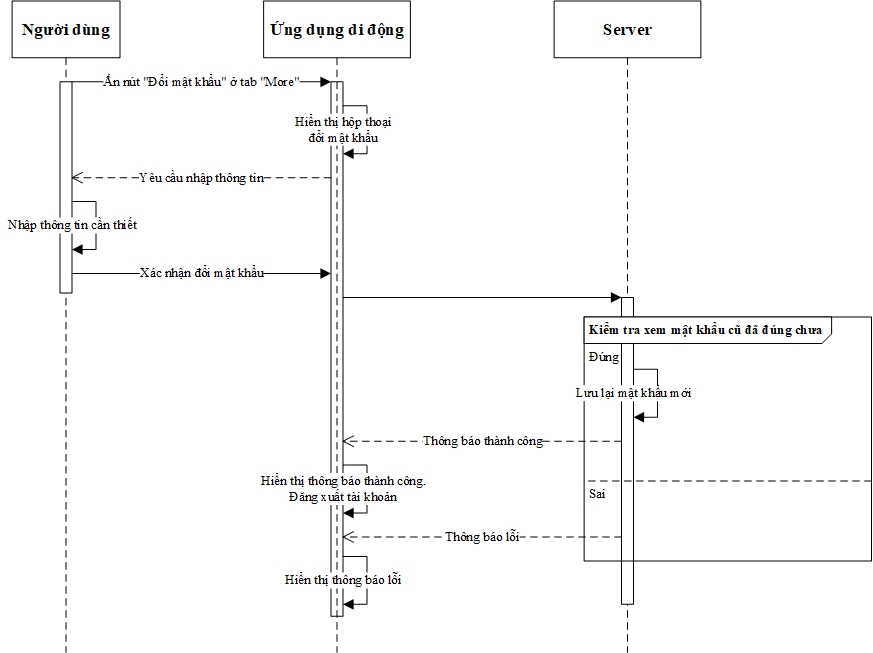 Người dùng
Ứng dụng di động
Server
Ấn nút "Đổi mật khẩu" ở tab "More"
Hiển thị hộp thoại
đổi mật khẩu
Yêu cầu nhập thông tin
Nhập thông tin cần thiết
Xác nhận đổi mật khẩu
Kiểm tra xem mật khẩu cũ đã đúng chưa
Đúng
Lưu lại mật khẩu mới
Thông báo thành công
Hiển thị thông báo thành công.
Đăng xuất tài khoản
Sai
Thông báo lỗi
Hiển thị thông báo lỗi